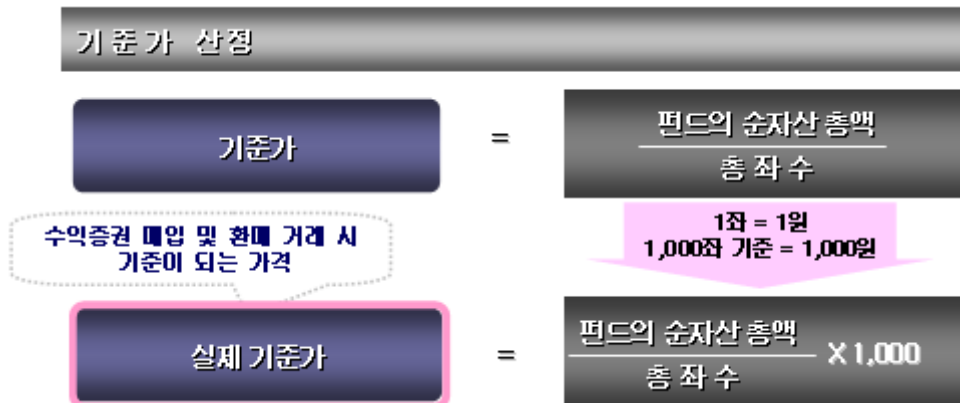 기준가 산정
기준가
=
펀드의 순자산 총액
총 좌 수
수익증권 매입 및 환매 거래 시
기준이 되는 가격
1좌 = 1원
1,000좌 기준 = 1,000원
실제 기준가
=
펀드의 순자산 총액
총 좌 수
X 1,000